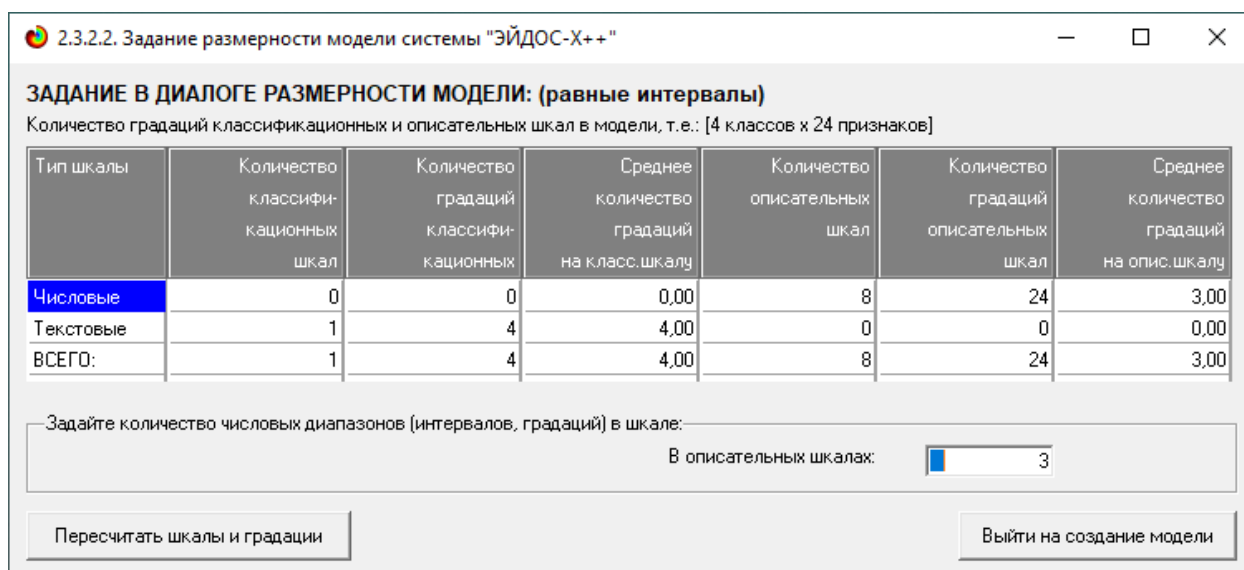 2.3.2.2. Задание размерности модели системы "ЭЙДОС-X++"
ЗАДАНИЕ В ДИАЛОГЕ РАЗМЕРНОСТИ МОДЕЛИ: (равные интервалы)
Количество градаций классификационных и описательных шкал в модели, т.е.: [4 классов x 24 признаков]
Тип шкалы Количество Количество Среднее Количество Количество Среднее
классифи- градаций количество описательных градаций количество
кационных классифи- градаций шкал описательных градаций
шкал кационных на класс.шкалу шкал на опис.шкалу
Числовые 0 0 0,00 8 24 3,00
Текстовые 1 4 4,00 0 0 0,00
ВСЕГО: 1 4 4,00 8 24 3,00
Задайте количество числовых диапазонов (интервалов, градаций) в шкале:
В описательных шкалах: 3
Пересчитать шкалы и градации Выйти на создание модели